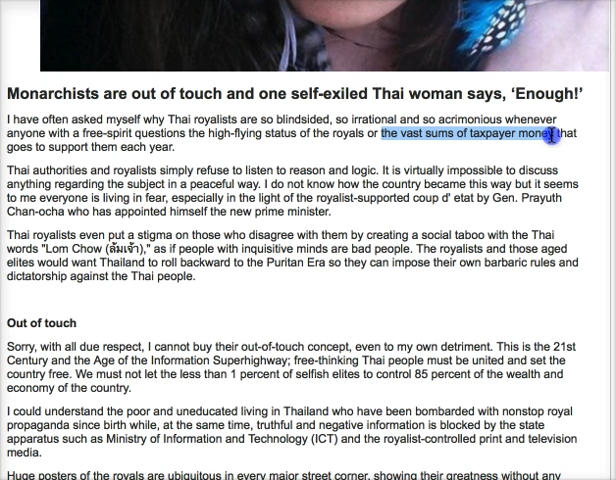 Monarchists are out of touch and one self-exiled Thai woman says, ‘Enough!’
I have often asked myself why Thai royalists are so blindsided, so irrational and so acrimonious whenever
anyone with a free-spirit questions the high-flying status of the royals or the vast sums of taxpayer money that
goes to support them each year.
Thai authorities and royalists simply refuse to listen to reason and logic. It is virtually impossible to discuss
anything regarding the subject in a peaceful way. I do not know how the country became this way but it seems
to me everyone is living in fear, especially in the light of the royalist-supported coup d' etat by Gen. Prayuth
Chan-ocha who has appointed himself the new prime minister.
Thai royalists even put a stigma on those who disagree with them by creating a social taboo with the Thai
words "Lom Chow (ล้มเจ้า)," as if people with inquisitive minds are bad people. The royalists and those aged
elites would want Thailand to roll backward to the Puritan Era so they can impose their own barbaric rules and
dictatorship against the Thai people.
Out of touch
Sorry, with all due respect, I cannot buy their out-of-touch concept, even to my own detriment. This is the 21st
Century and the Age of the Information Superhighway; free-thinking Thai people must be united and set the
country free. We must not let the less than 1 percent of selfish elites to control 85 percent of the wealth and
economy of the country.
I could understand the poor and uneducated living in Thailand who have been bombarded with nonstop royal
propaganda since birth while, at the same time, truthful and negative information is blocked by the state
apparatus such as Ministry of Information and Technology (ICT) and the royalist-controlled print and television
media.
Huge posters of the royals are ubiquitous in every major street corner, showing their greatness without any